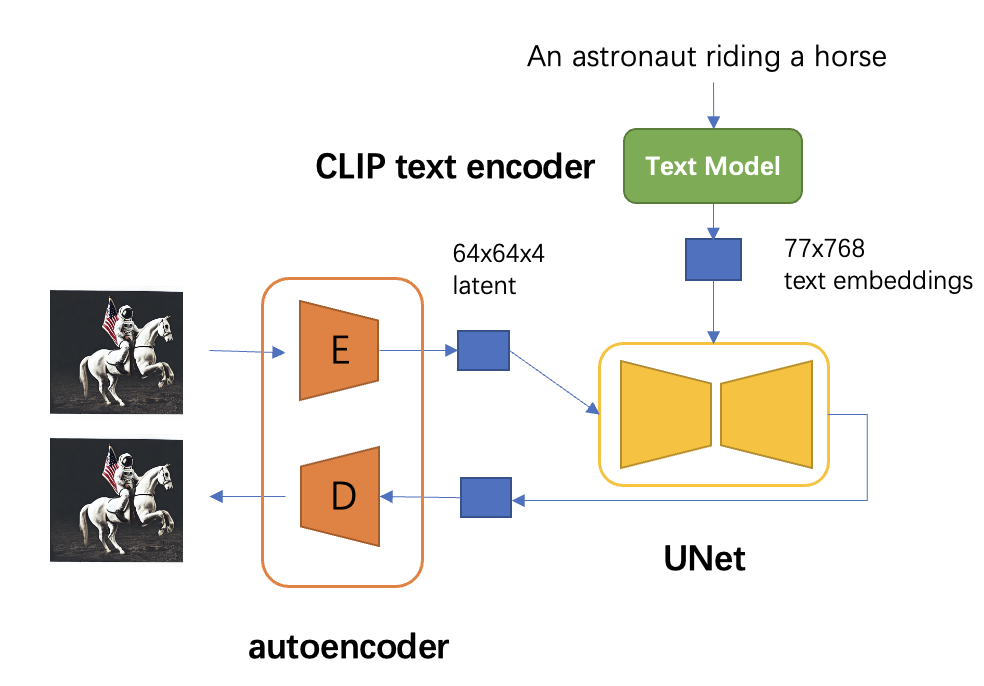 An astronaut riding a horse
CLIP text encoder
Text Model
64x64x4
latent
77x768
text embeddings
E
D
UNet
autoencoder